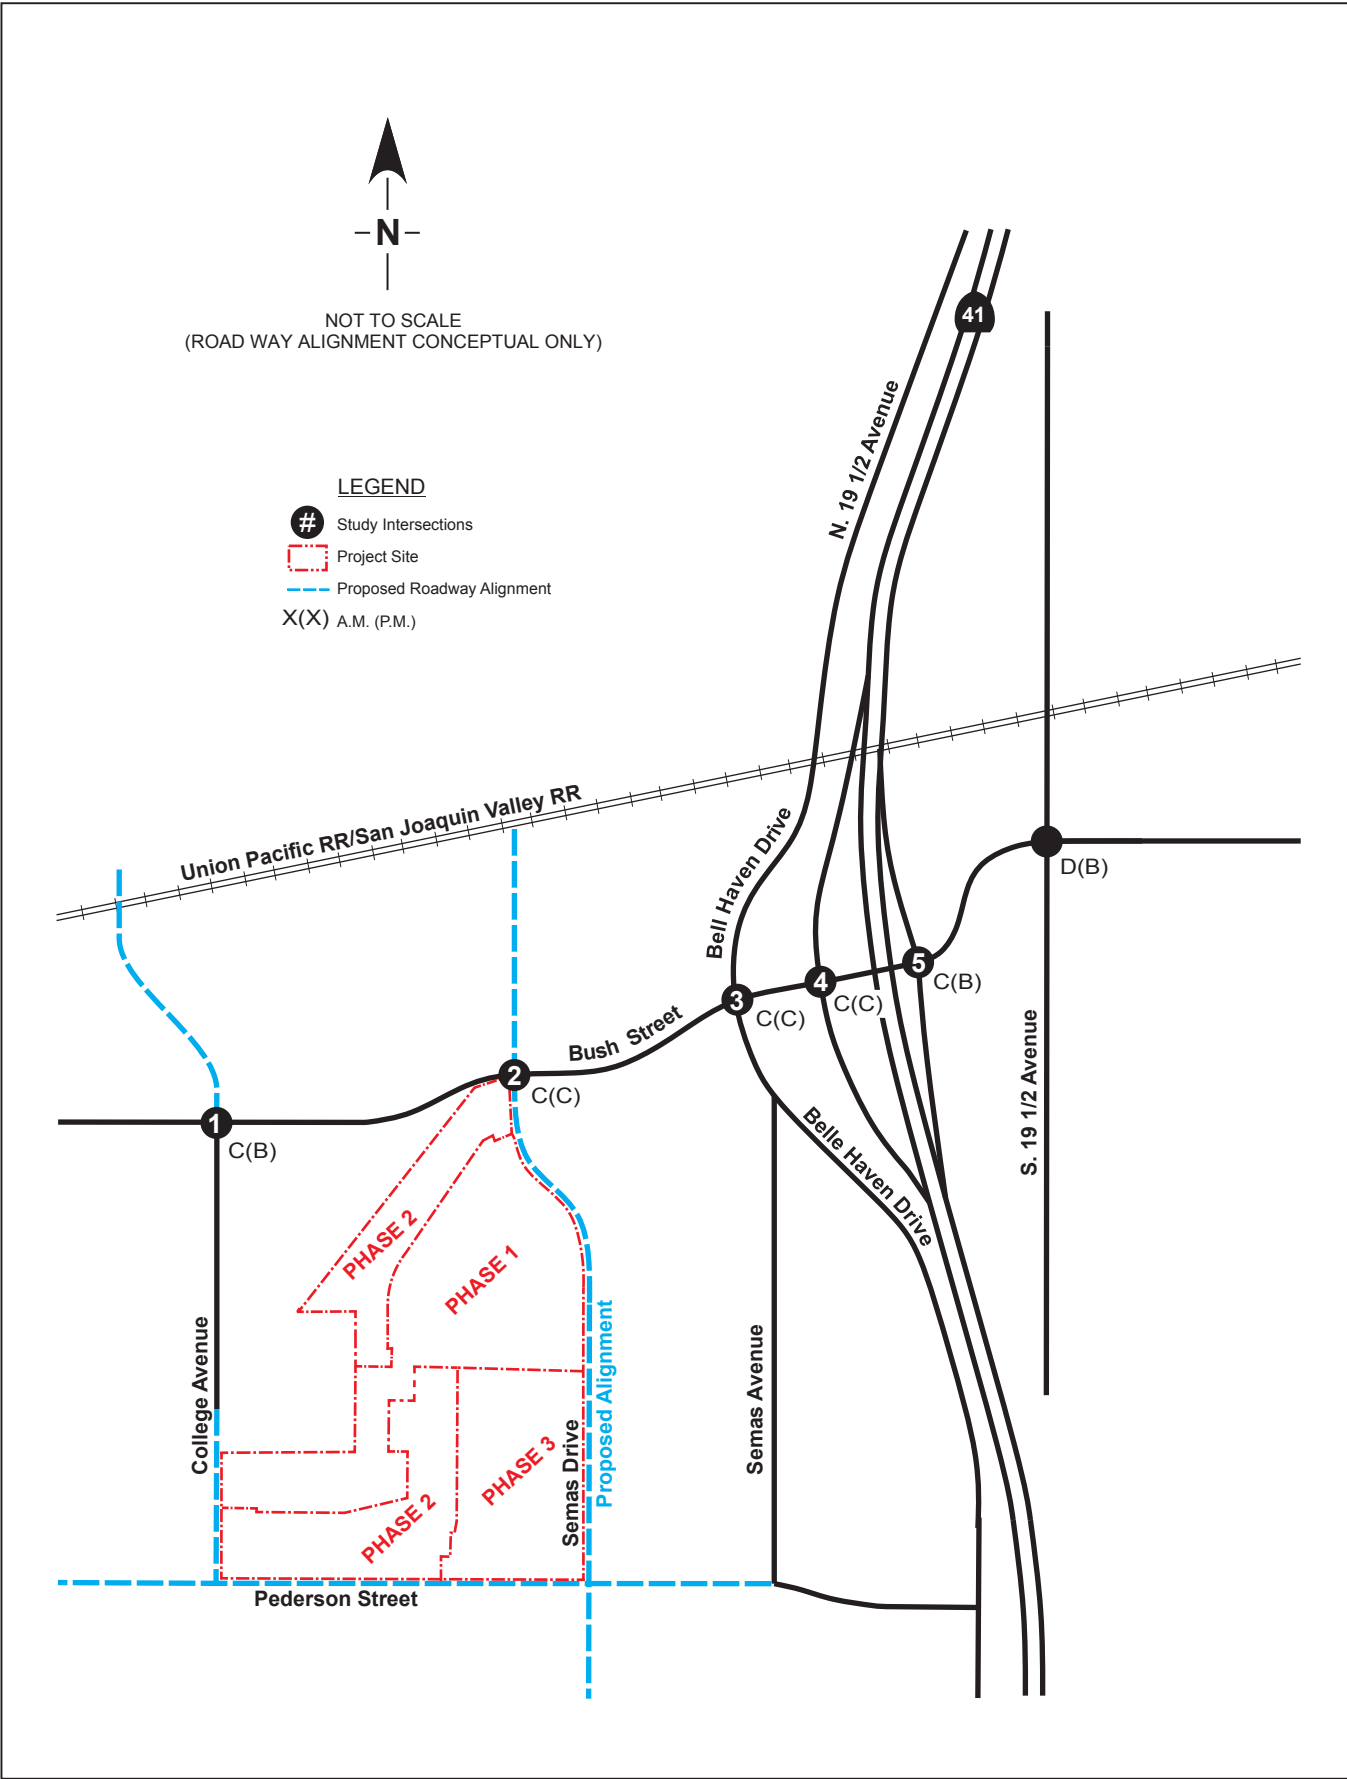 N
NOT TO SCALE
(ROAD WAY ALIGNMENT CONCEPTUAL ONLY)
41
N. 19 1/2 Avenue
LEGEND
# Study Intersections
Project Site
Proposed Roadway Alignment
X(X) A.M. (P.M.)
Union Pacific RR/San Joaquin Valley RR
Bell Haven Drive
D(B)
5
C(B)
4
C(C)
3
C(C)
Bush Street
2
C(C)
1
C(B)
S. 19 1/2 Avenue
Belle Haven Drive
PHASE 2
PHASE 1
College Avenue
Proposed Alignment
Semas Avenue
Semas Drive
PHASE 3
PHASE 2
Pederson Street